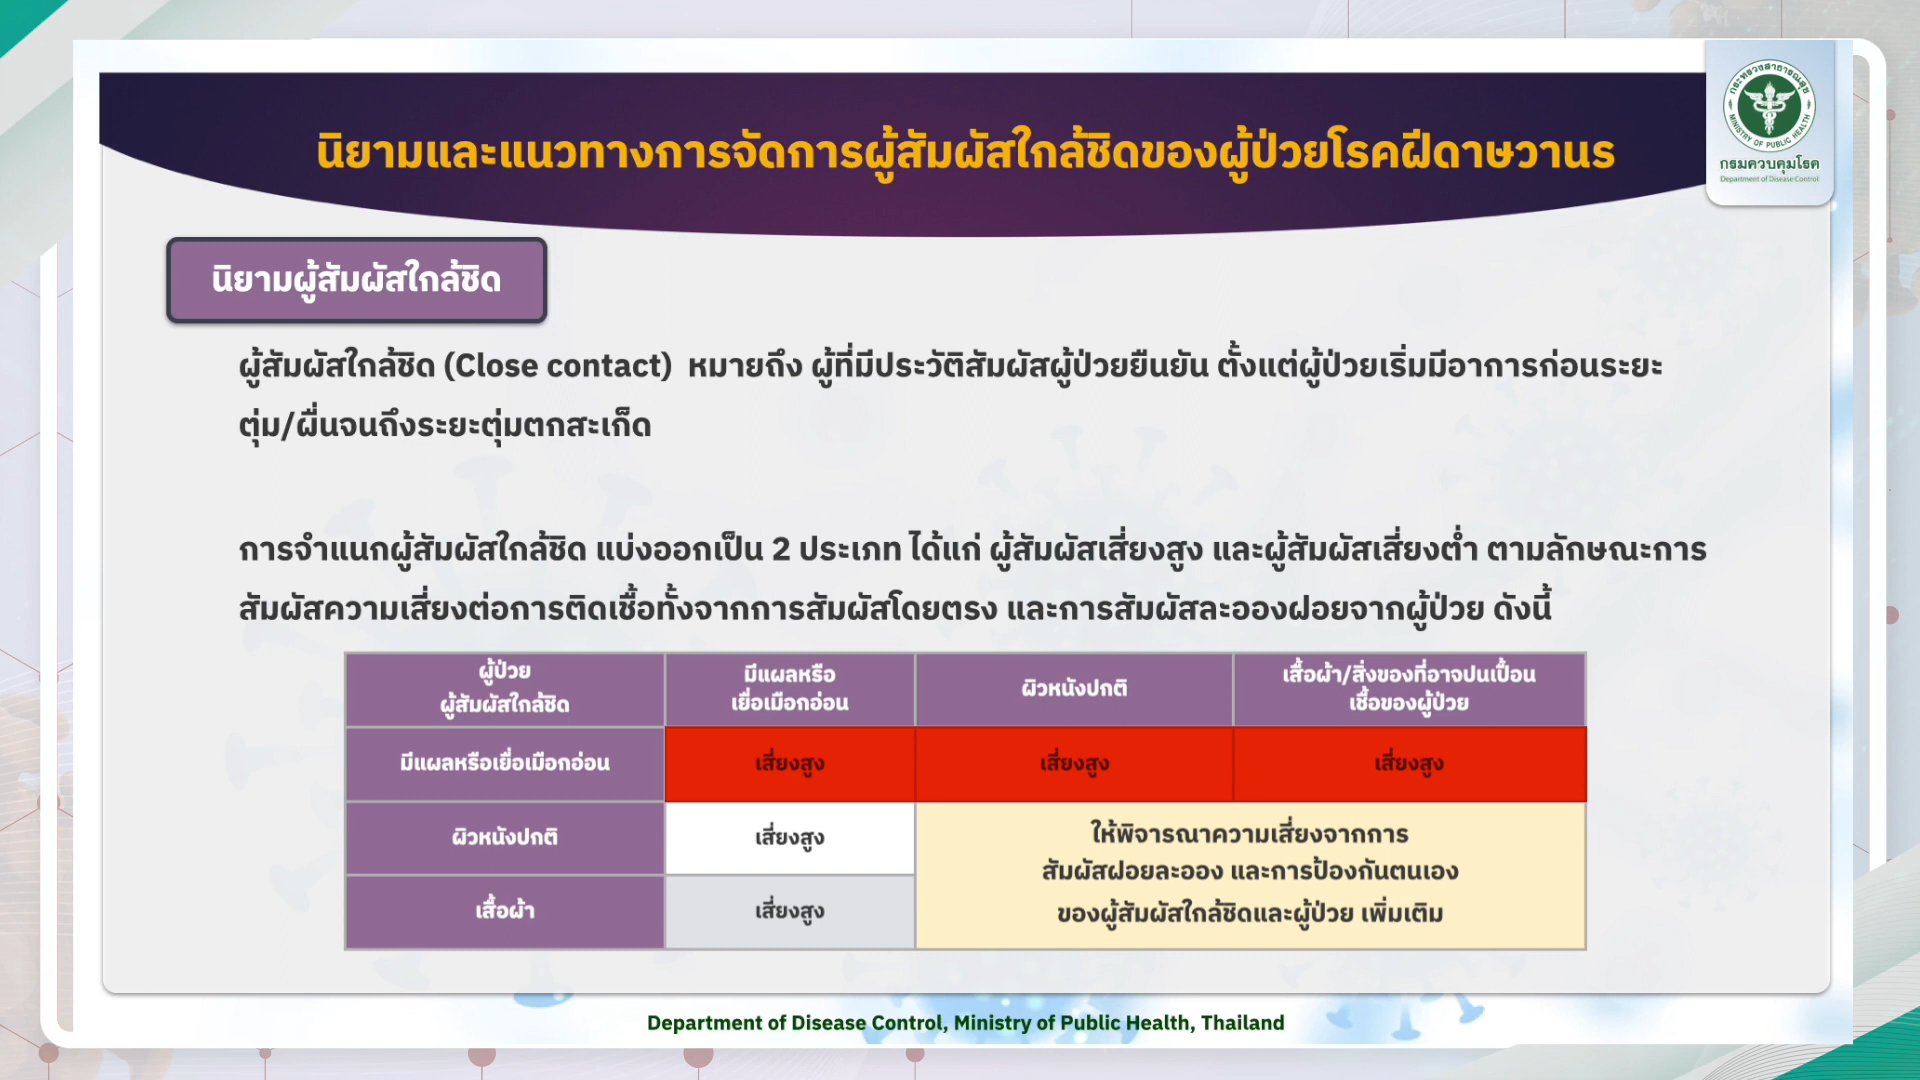 กระทรวงสาธารณสุข
MINISTRY OF PUBLIC HEALTH
กรมควบคุมโรค
Department of Disease Control
นิยามและแนวทางการจัดการผู้สัมผัสใกล้ชิดของผู้ป่วยโรคฝีดาษวานร
นิยามผู้สัมผัสใกล้ชิด
ผู้สัมผัสใกล้ชิด (Close contact) หมายถึง ผู้ที่มีประวัติสัมผัสผู้ป่วยยืนยัน ตั้งแต่ผู้ป่วยเริ่มมีอาการก่อนระยะ
ตุ่ม/ผื่นจนถึงระยะตุ่มตกสะเก็ด
การจำแนกผู้สัมผัสใกล้ชิด แบ่งออกเป็น 2 ประเภท ได้แก่ ผู้สัมผัสเสี่ยงสูง และผู้สัมผัสเสี่ยงต่ำ ตามลักษณะการ
สัมผัสความเสี่ยงต่อการติดเชื้อทั้งจากการสัมผัสโดยตรง และการสัมผัสละอองฝอยจากผู้ป่วย ดังนี้
ผู้ป่วย
ผู้สัมผัสใกล้ชิด
มีแผลหรือ
เยื่อเมือกอ่อน
ผิวหนังปกติ
เสื้อผ้า/สิ่งของที่อาจปนเปื้อน
เชื้อของผู้ป่วย
มีแผลหรือเยื่อเมือกอ่อน
เสี่ยงสูง
เสี่ยงสูง
เสี่ยงสูง
ผิวหนังปกติ
เสี่ยงสูง
ให้พิจารณาความเสี่ยงจากการ
สัมผัสฝอยละออง และการป้องกันตนเอง
ของผู้สัมผัสใกล้ชิดและผู้ป่วย เพิ่มเติม
เสื้อผ้า
เสี่ยงสูง
Department of Disease Control, Ministry of Public Health, Thailand